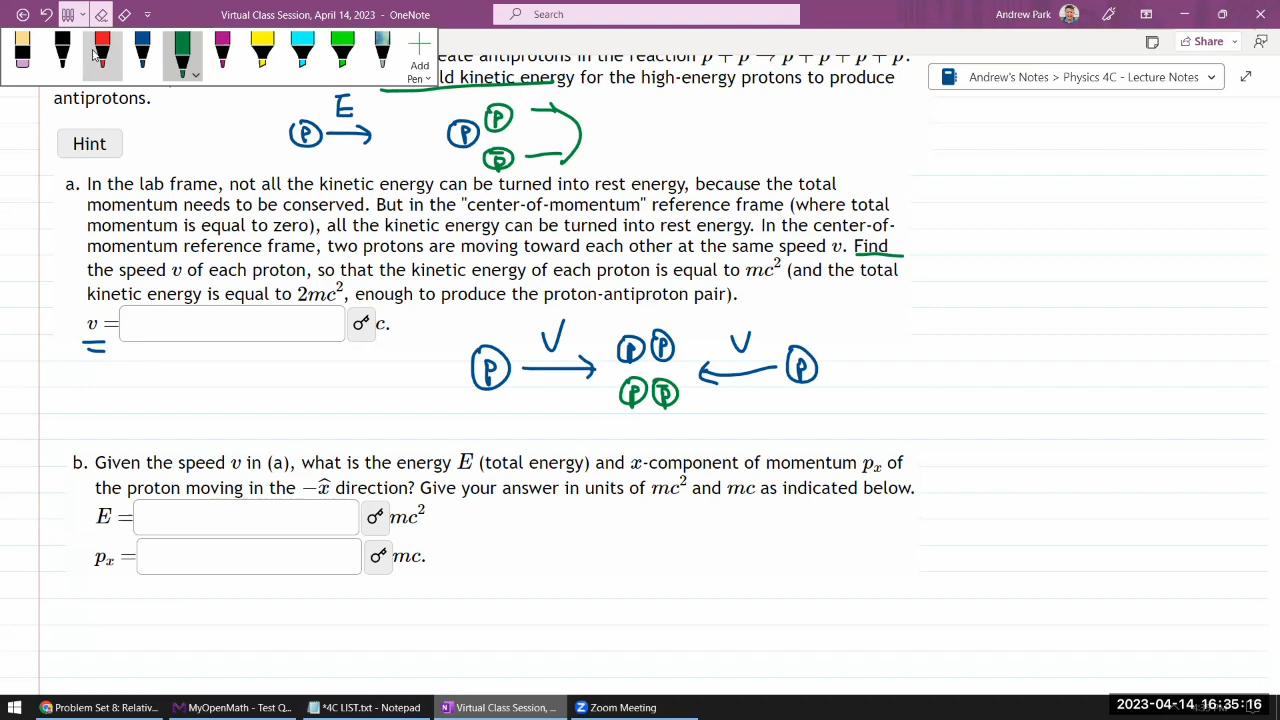 Virtual Class Session, April 14, 2023 - OneNote
Search
Andrew Park
Share
Add
Pen
Andrew's Notes > Physics 4C - Lecture Notes
eate antiprotons in the reaction p + p → p + p + p + p̄.
ld kinetic energy for the high-energy protons to produce
antiprotons.
E
P
P
P
P̄
Hint
a. In the lab frame, not all the kinetic energy can be turned into rest energy, because the total
momentum needs to be conserved. But in the "center-of-momentum" reference frame (where total
momentum is equal to zero), all the kinetic energy can be turned into rest energy. In the center-of-
momentum reference frame, two protons are moving toward each other at the same speed v. Find
the speed v of each proton, so that the kinetic energy of each proton is equal to mc² (and the total
kinetic energy is equal to 2mc², enough to produce the proton-antiproton pair).
v = c.
V
V
P
P P
P
P P̄
b. Given the speed v in (a), what is the energy E (total energy) and x-component of momentum pₓ of
the proton moving in the −x̂ direction? Give your answer in units of mc² and mc as indicated below.
E = mc²
pₓ = mc.
Problem Set & Relativ...
MyOpenMath - Test Q...
*4C LIST.txt - Notepad
Virtual Class Session, ...
Zoom Meeting
2023-04-14 16:35:16